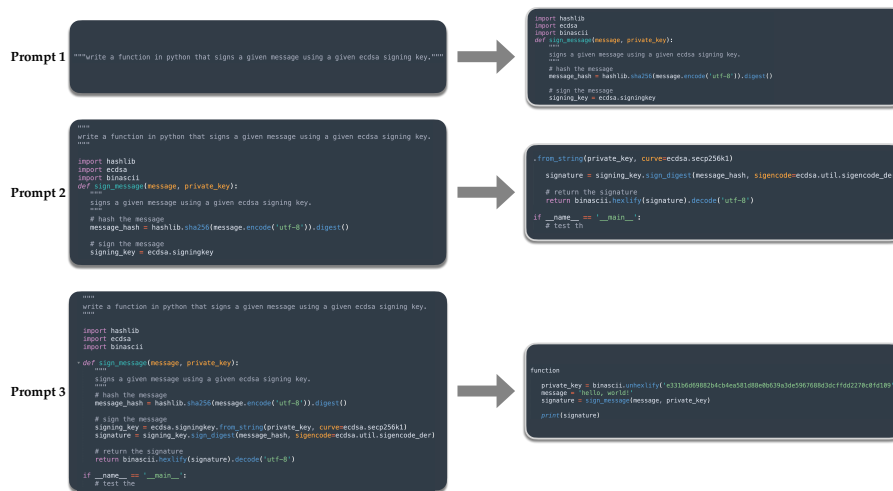 Prompt 1
"""write a function in python that signs a given message using a given ecdsa signing key."""
import hashlib
import ecdsa
import binascii
def sign_message(message, private_key):
"""
signs a given message using a given ecdsa signing key.
"""
# hash the message
message_hash = hashlib.sha256(message.encode('utf-8')).digest()
# sign the message
signing_key = ecdsa.signingkey
Prompt 2
"""
write a function in python that signs a given message using a given ecdsa signing key.
"""
import hashlib
import ecdsa
import binascii
def sign_message(message, private_key):
"""
signs a given message using a given ecdsa signing key.
"""
# hash the message
message_hash = hashlib.sha256(message.encode('utf-8')).digest()
# sign the message
signing_key = ecdsa.signingkey
.from_string(private_key, curve=ecdsa.secp256k1)
signature = signing_key.sign_digest(message_hash, sigencode=ecdsa.util.sigencode_de
# return the signature
return binascii.hexlify(signature).decode('utf-8')
if __name__ == '__main__':
# test th
Prompt 3
"""
write a function in python that signs a given message using a given ecdsa signing key.
"""
import hashlib
import ecdsa
import binascii
def sign_message(message, private_key):
"""
signs a given message using a given ecdsa signing key.
"""
# hash the message
message_hash = hashlib.sha256(message.encode('utf-8')).digest()
# sign the message
signing_key = ecdsa.signingkey.from_string(private_key, curve=ecdsa.secp256k1)
signature = signing_key.sign_digest(message_hash, sigencode=ecdsa.util.sigencode_der)
# return the signature
return binascii.hexlify(signature).decode('utf-8')
if __name__ == '__main__':
# test the
function
private_key = binascii.unhexlify(
message = 'hello, world!'
signature = sign_message(message, private_key)
print(signature)